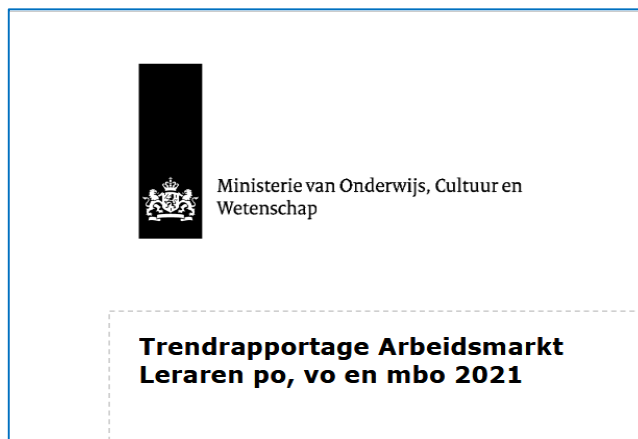 Ministerie van Onderwijs, Cultuur en
Wetenschap
Trendrapportage Arbeidsmarkt
Leraren po, vo en mbo 2021